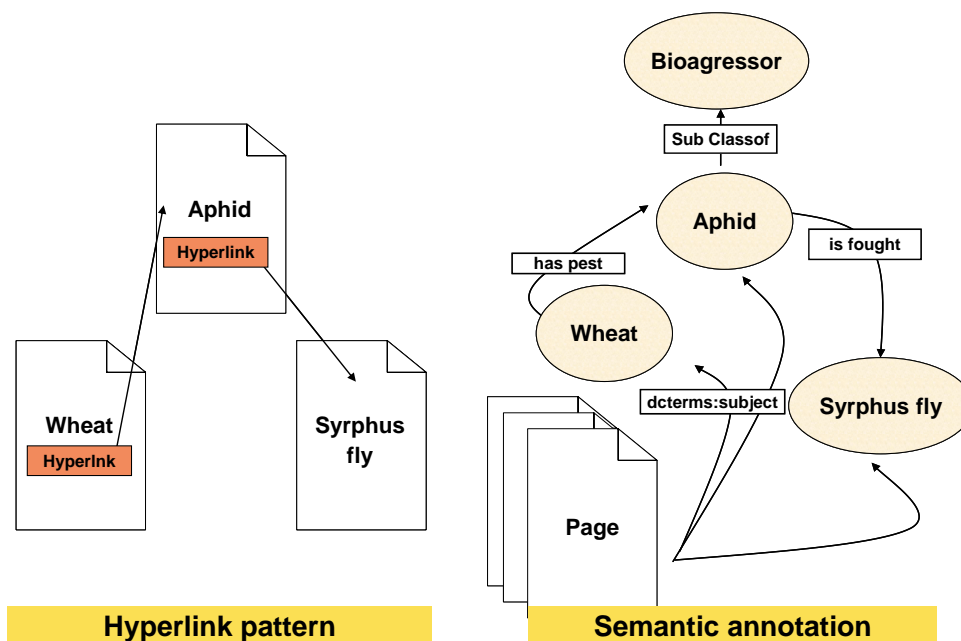 Aphid
Hyperlink
Wheat
Hyperlnk
Syrphus
fly
Hyperlink pattern
Bioagressor
Sub Classof
Aphid
is fought
has pest
Wheat
dcterms:subject
Syrphus fly
Page
Semantic annotation